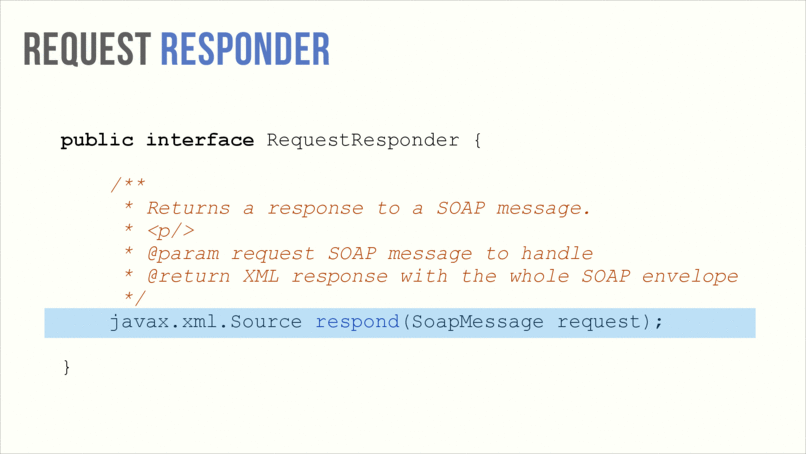 REQUEST RESPONDER
public interface RequestResponder {
/**
* Returns a response to a SOAP message.
* <p/>
* @param request SOAP message to handle
* @return XML response with the whole SOAP envelope
*/
javax.xml.Source respond(SoapMessage request);
}